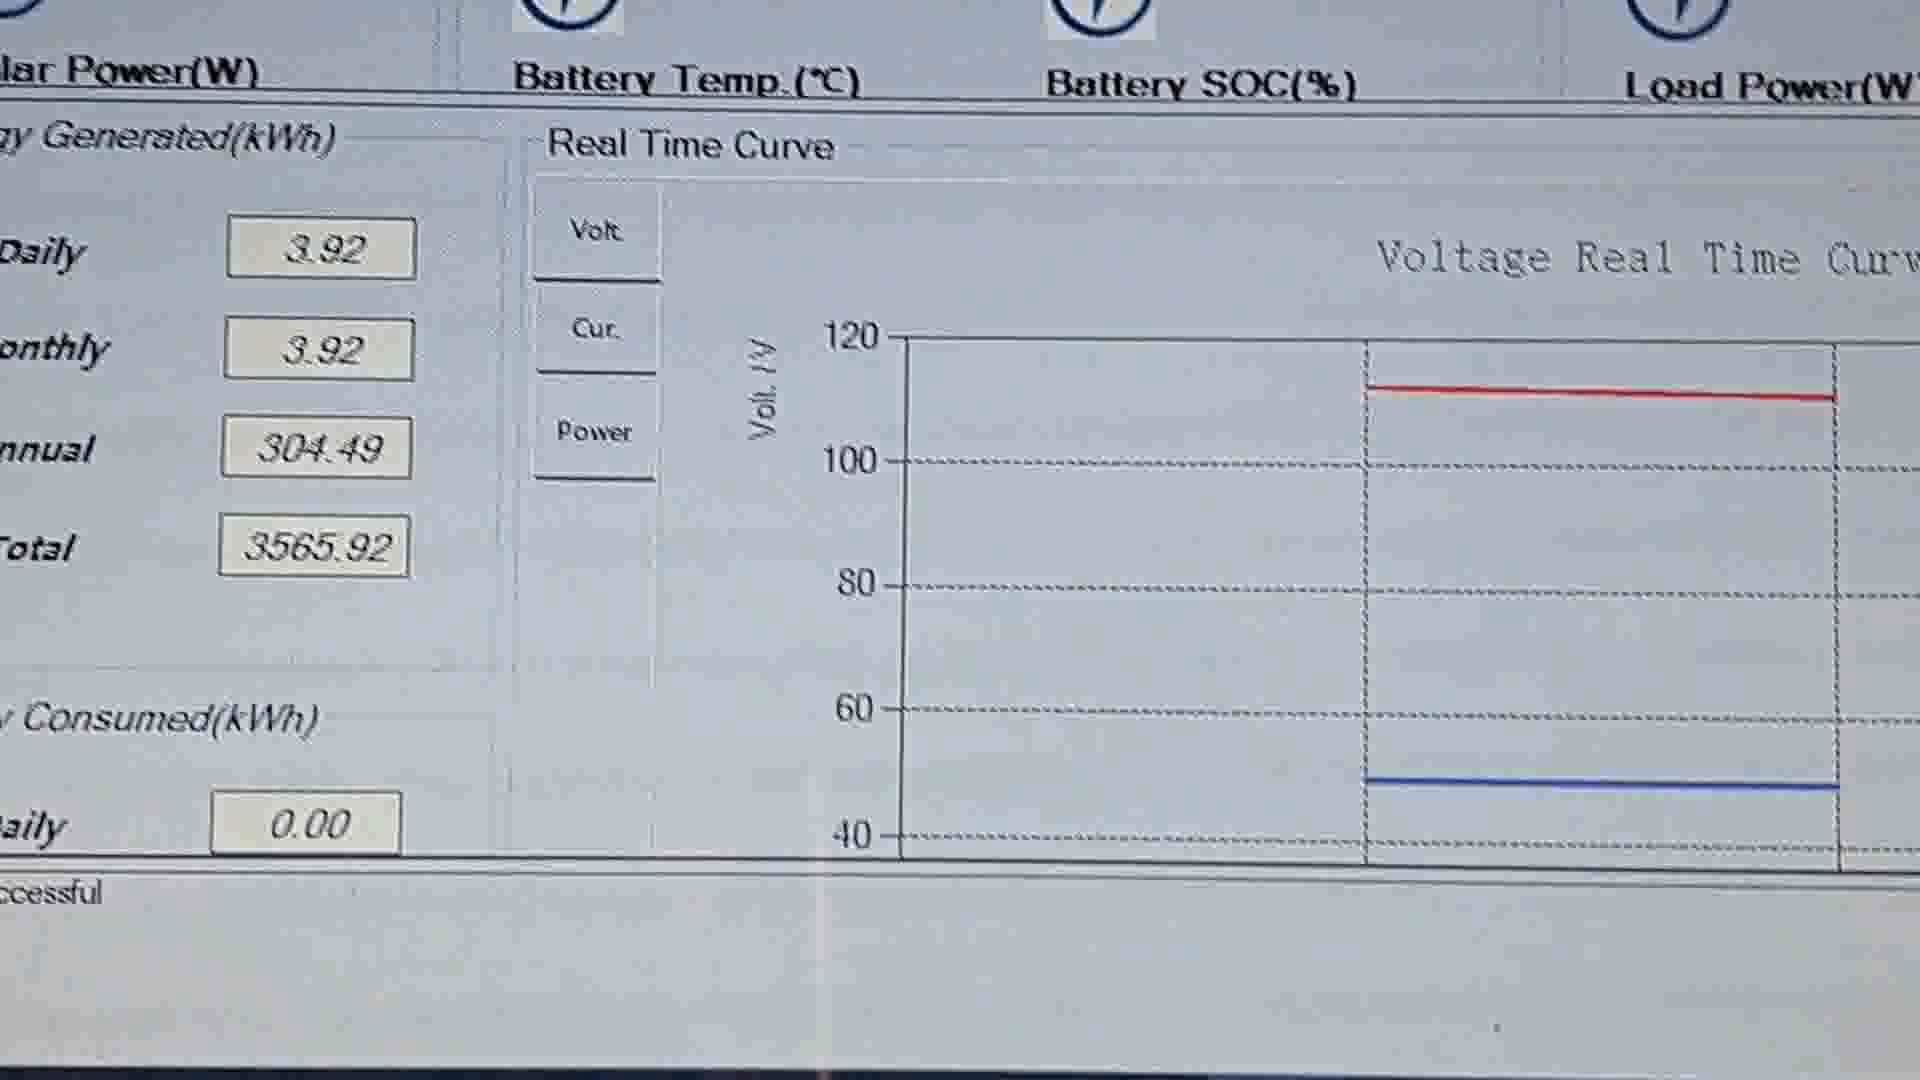 lar Power(W)
Battery Temp.(℃)
Battery SOC(%)
Load Power(W
gy Generated(kWh)
Real Time Curve
Daily
3.92
onthly
3.92
nnual
304.49
Total
3565.92
Volt.
Cur.
Power
Voltage Real Time Curv
Volt. /V
120
100
80
60
40
y Consumed(kWh)
aily
0.00
ccessful